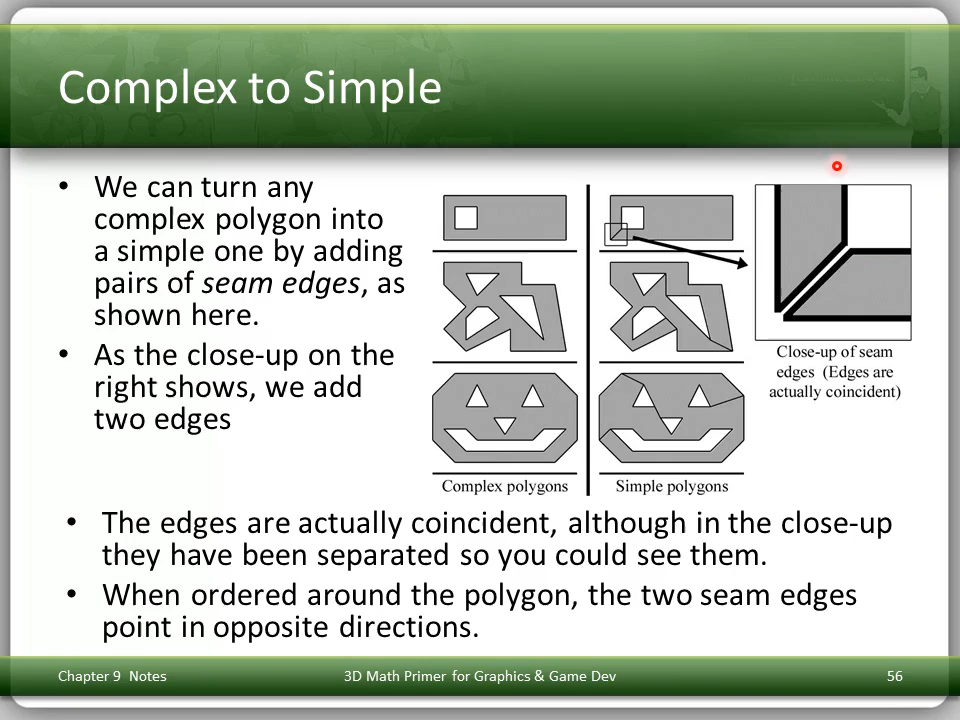 Complex to Simple
• We can turn any
complex polygon into
a simple one by adding
pairs of seam edges, as
shown here.
• As the close-up on the
right shows, we add
two edges
Complex polygons
Simple polygons
Close-up of seam
edges (Edges are
actually coincident)
• The edges are actually coincident, although in the close-up
they have been separated so you could see them.
• When ordered around the polygon, the two seam edges
point in opposite directions.
Chapter 9 Notes
3D Math Primer for Graphics & Game Dev
56